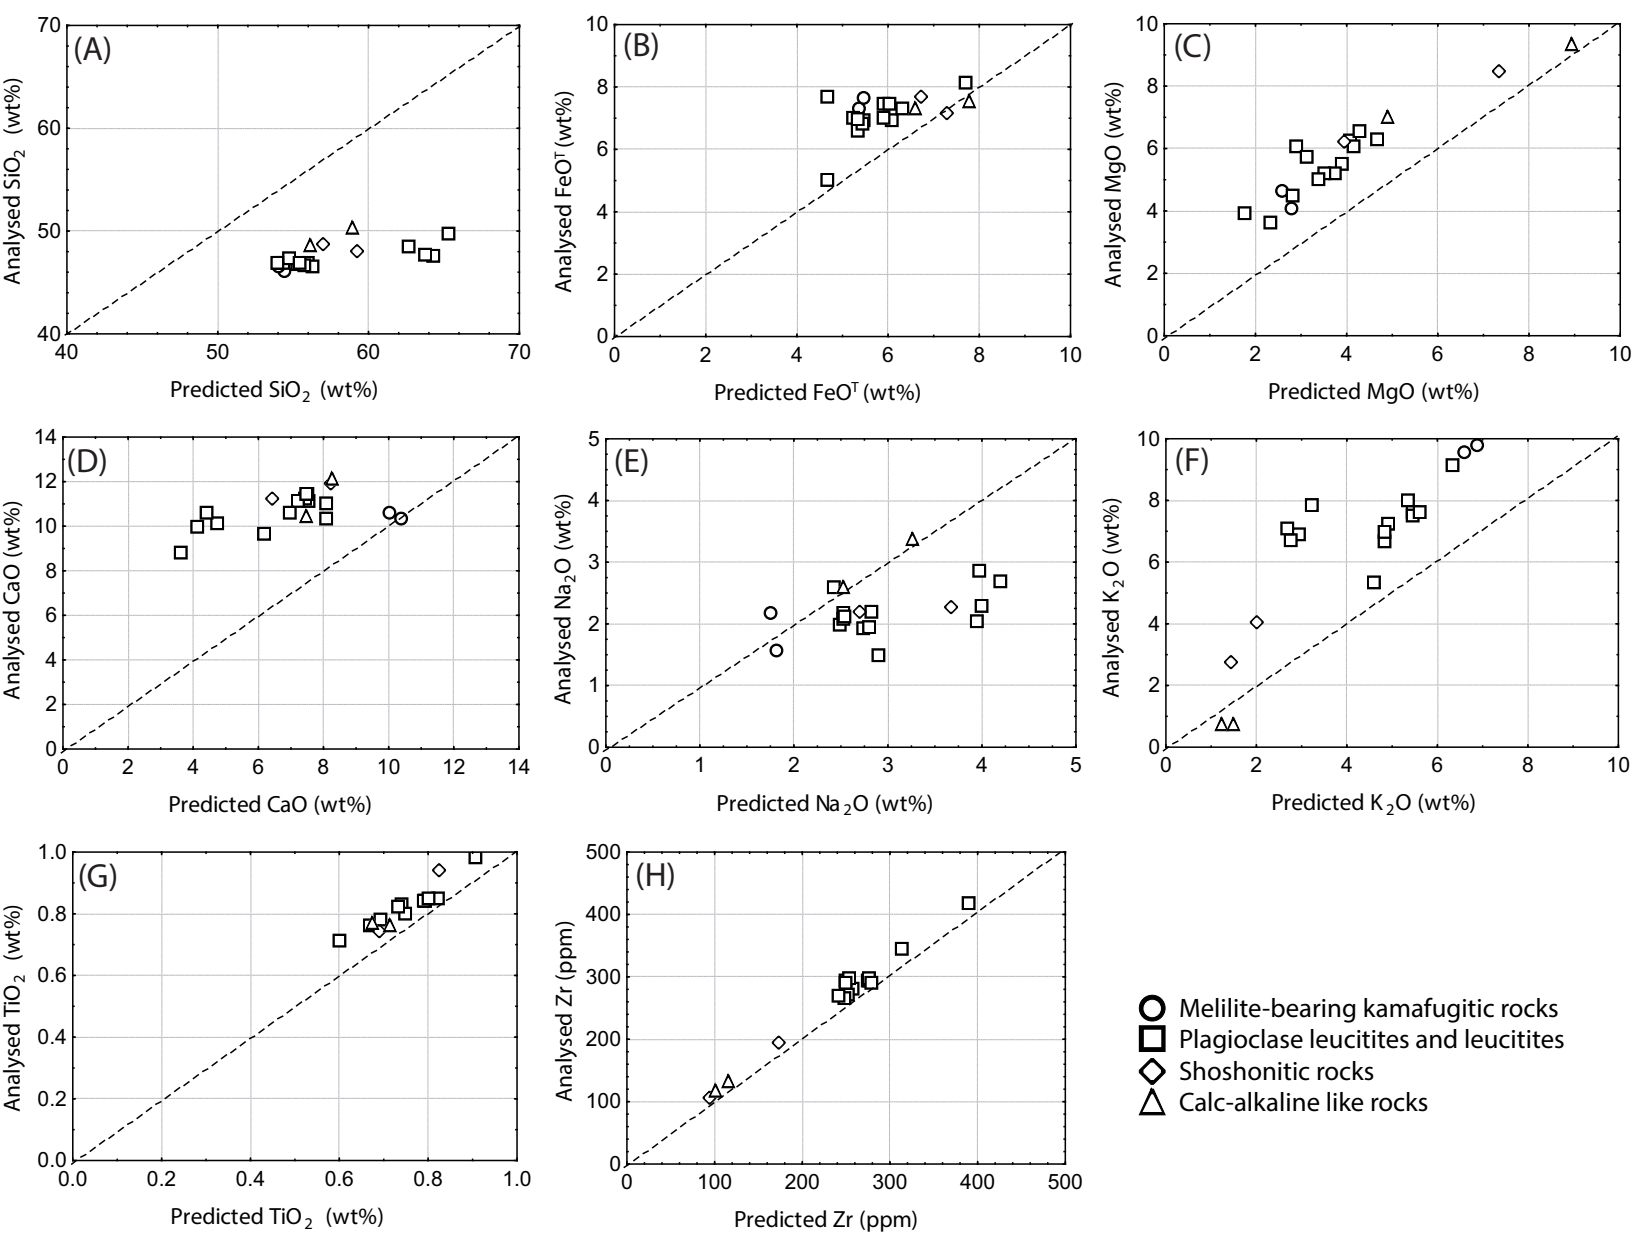 (A)
70
60
50
40
40 50 60 70
Analysed SiO₂ (wt%)
Predicted SiO₂ (wt%)
(B)
10
8
6
4
2
0
0 2 4 6 8 10
Analysed FeOᵀ (wt%)
Predicted FeOᵀ (wt%)
(C)
10
8
6
4
2
0
0 2 4 6 8 10
Analysed MgO (wt%)
Predicted MgO (wt%)
(D)
14
12
10
8
6
4
2
0
0 2 4 6 8 10 12 14
Analysed CaO (wt%)
Predicted CaO (wt%)
(E)
5
4
3
2
1
0
0 1 2 3 4 5
Analysed Na₂O (wt%)
Predicted Na₂O (wt%)
(F)
10
8
6
4
2
0
0 2 4 6 8 10
Analysed K₂O (wt%)
Predicted K₂O (wt%)
(G)
1.0
0.8
0.6
0.4
0.2
0.0
0.0 0.2 0.4 0.6 0.8 1.0
Analysed TiO₂ (wt%)
Predicted TiO₂ (wt%)
(H)
500
400
300
200
100
0
0 100 200 300 400 500
Analysed Zr (ppm)
Predicted Zr (ppm)
Melilite-bearing kamafugitic rocks
Plagioclase leucitites and leucitites
Shoshonitic rocks
Calc-alkaline like rocks